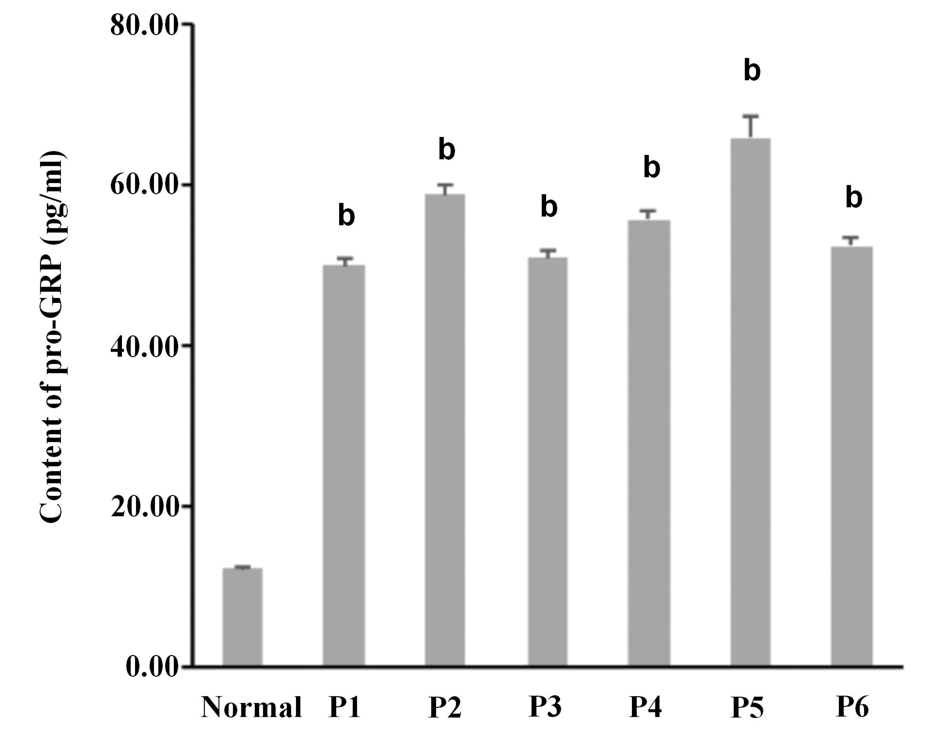 Content of pro-GRP (pg/ml)
80.00
60.00
40.00
20.00
0.00
b
b
b
b
b
b
Normal P1 P2 P3 P4 P5 P6